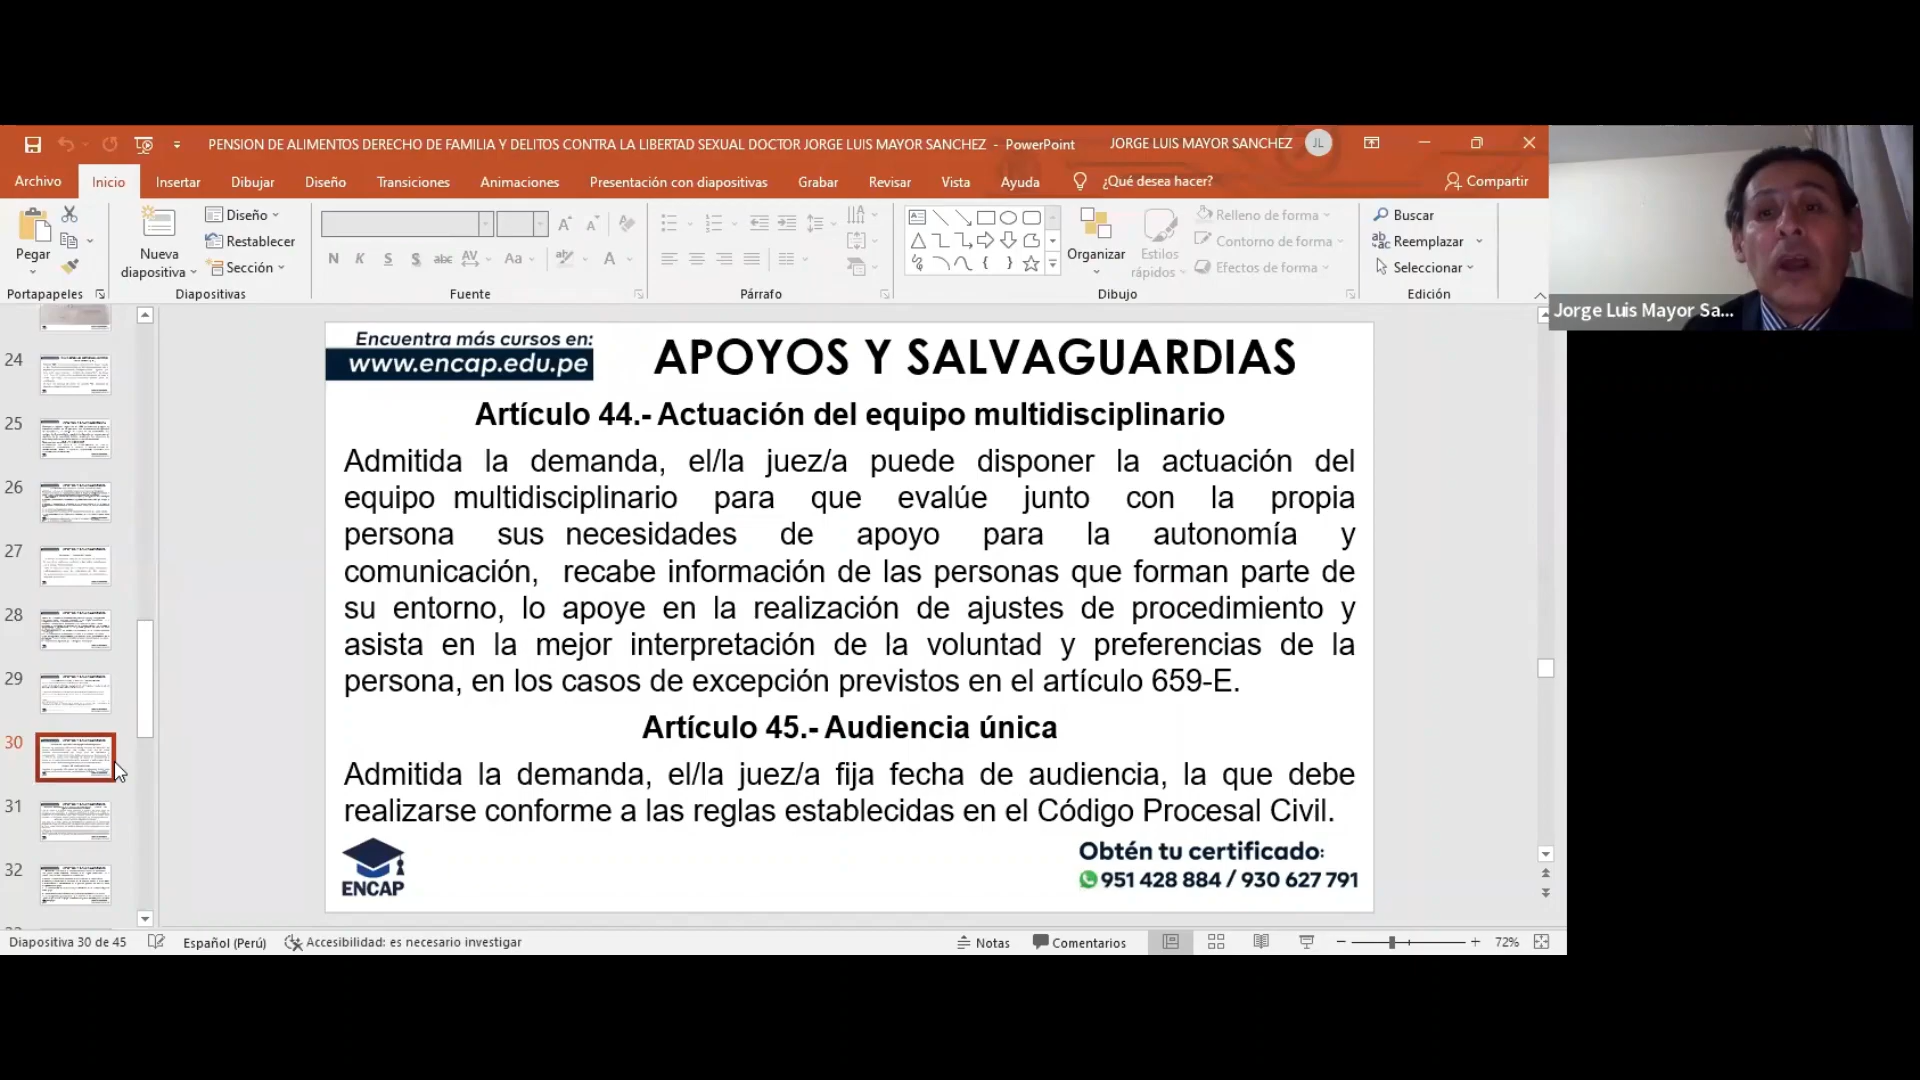 PENSION DE ALIMENTOS DERECHO DE FAMILIA Y DELITOS CONTRA LA LIBERTAD SEXUAL DOCTOR JORGE LUIS MAYOR SANCHEZ - PowerPoint
JORGE LUIS MAYOR SANCHEZ
JL
Archivo Inicio Insertar Dibujar Diseño Transiciones Animaciones Presentación con diapositivas Grabar Revisar Vista Ayuda ¿Qué desea hacer? Compartir
Pegar
Nueva
diapositiva
Diseño
Restablecer
Sección
N K S S abc AV Aa A
Organizar
Estilos
rápidos
Relleno de forma
Contorno de forma
Efectos de forma
Buscar
Reemplazar
Seleccionar
Portapapeles Diapositivas Fuente Párrafo Dibujo Edición
Jorge Luis Mayor Sa...
24
25
26
27
28
29
30
31
32
Encuentra más cursos en:
www.encap.edu.pe
APOYOS Y SALVAGUARDIAS
Artículo 44.- Actuación del equipo multidisciplinario
Admitida la demanda, el/la juez/a puede disponer la actuación del
equipo multidisciplinario para que evalúe junto con la propia
persona sus necesidades de apoyo para la autonomía y
comunicación, recabe información de las personas que forman parte de
su entorno, lo apoye en la realización de ajustes de procedimiento y
asista en la mejor interpretación de la voluntad y preferencias de la
persona, en los casos de excepción previstos en el artículo 659-E.
Artículo 45.- Audiencia única
Admitida la demanda, el/la juez/a fija fecha de audiencia, la que debe
realizarse conforme a las reglas establecidas en el Código Procesal Civil.
ENCAP
Obtén tu certificado:
951 428 884 / 930 627 791
Diapositiva 30 de 45 Español (Perú) Accesibilidad: es necesario investigar Notas Comentarios 72%